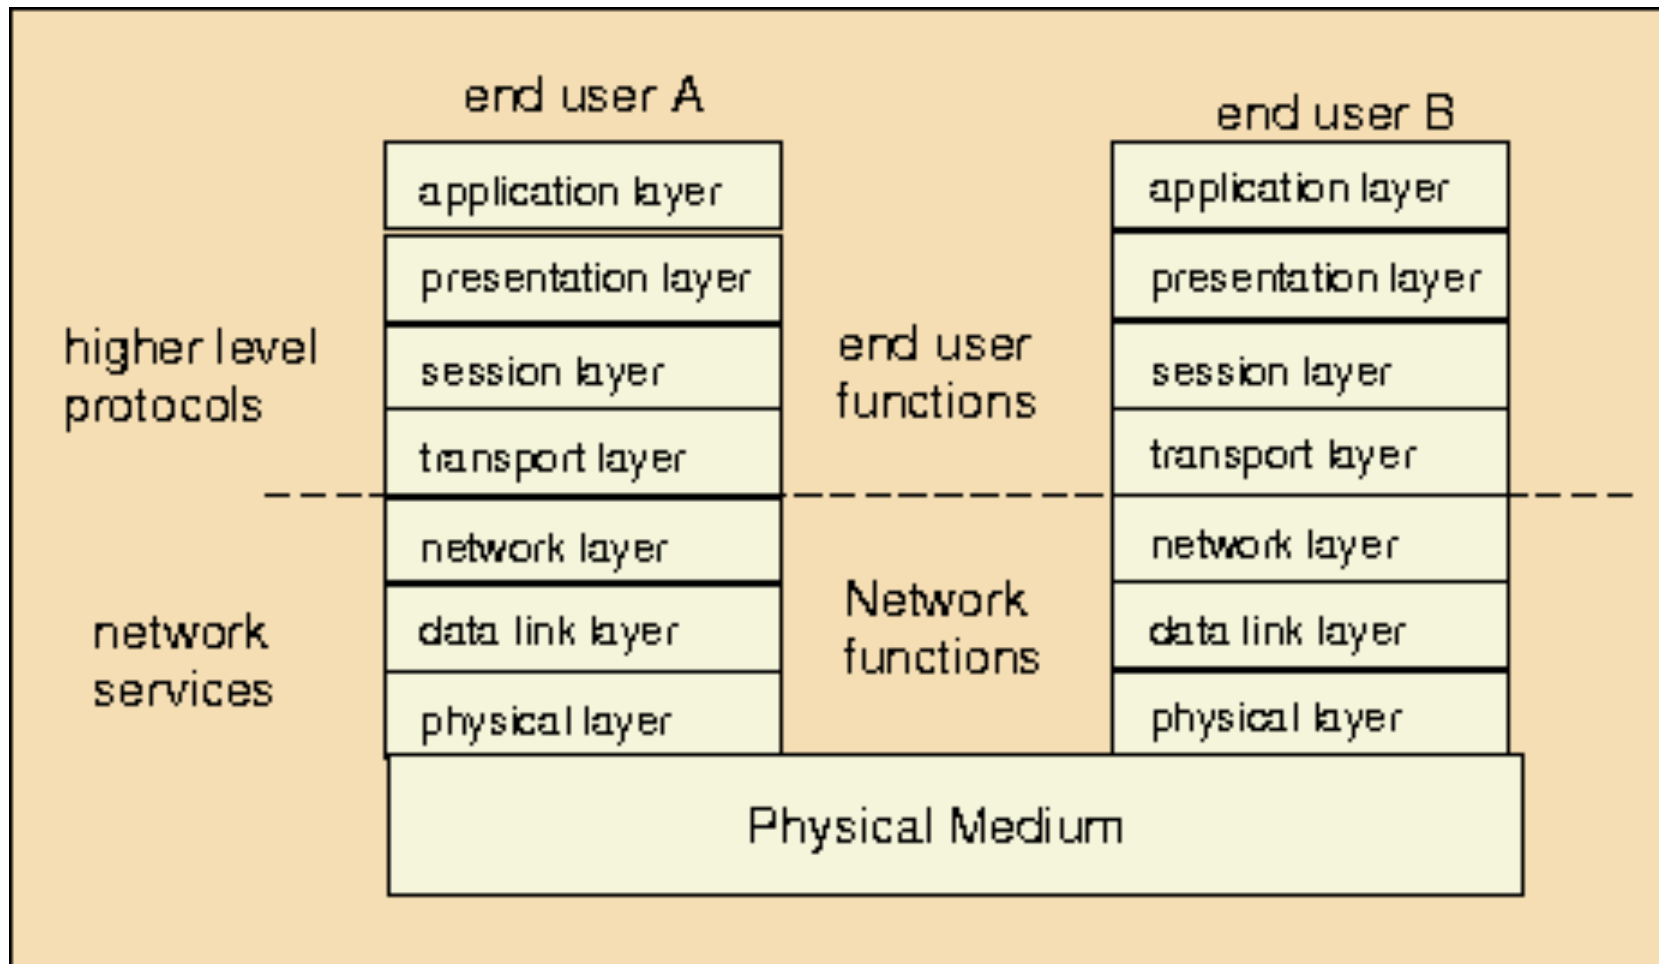 end user A
end user B
application layer
application layer
presentation layer
presentation layer
higher level
protocols
end user
functions
session layer
session layer
transport layer
transport layer
network layer
network layer
network
services
Network
functions
data link layer
data link layer
physical layer
physical layer
Physical Medium